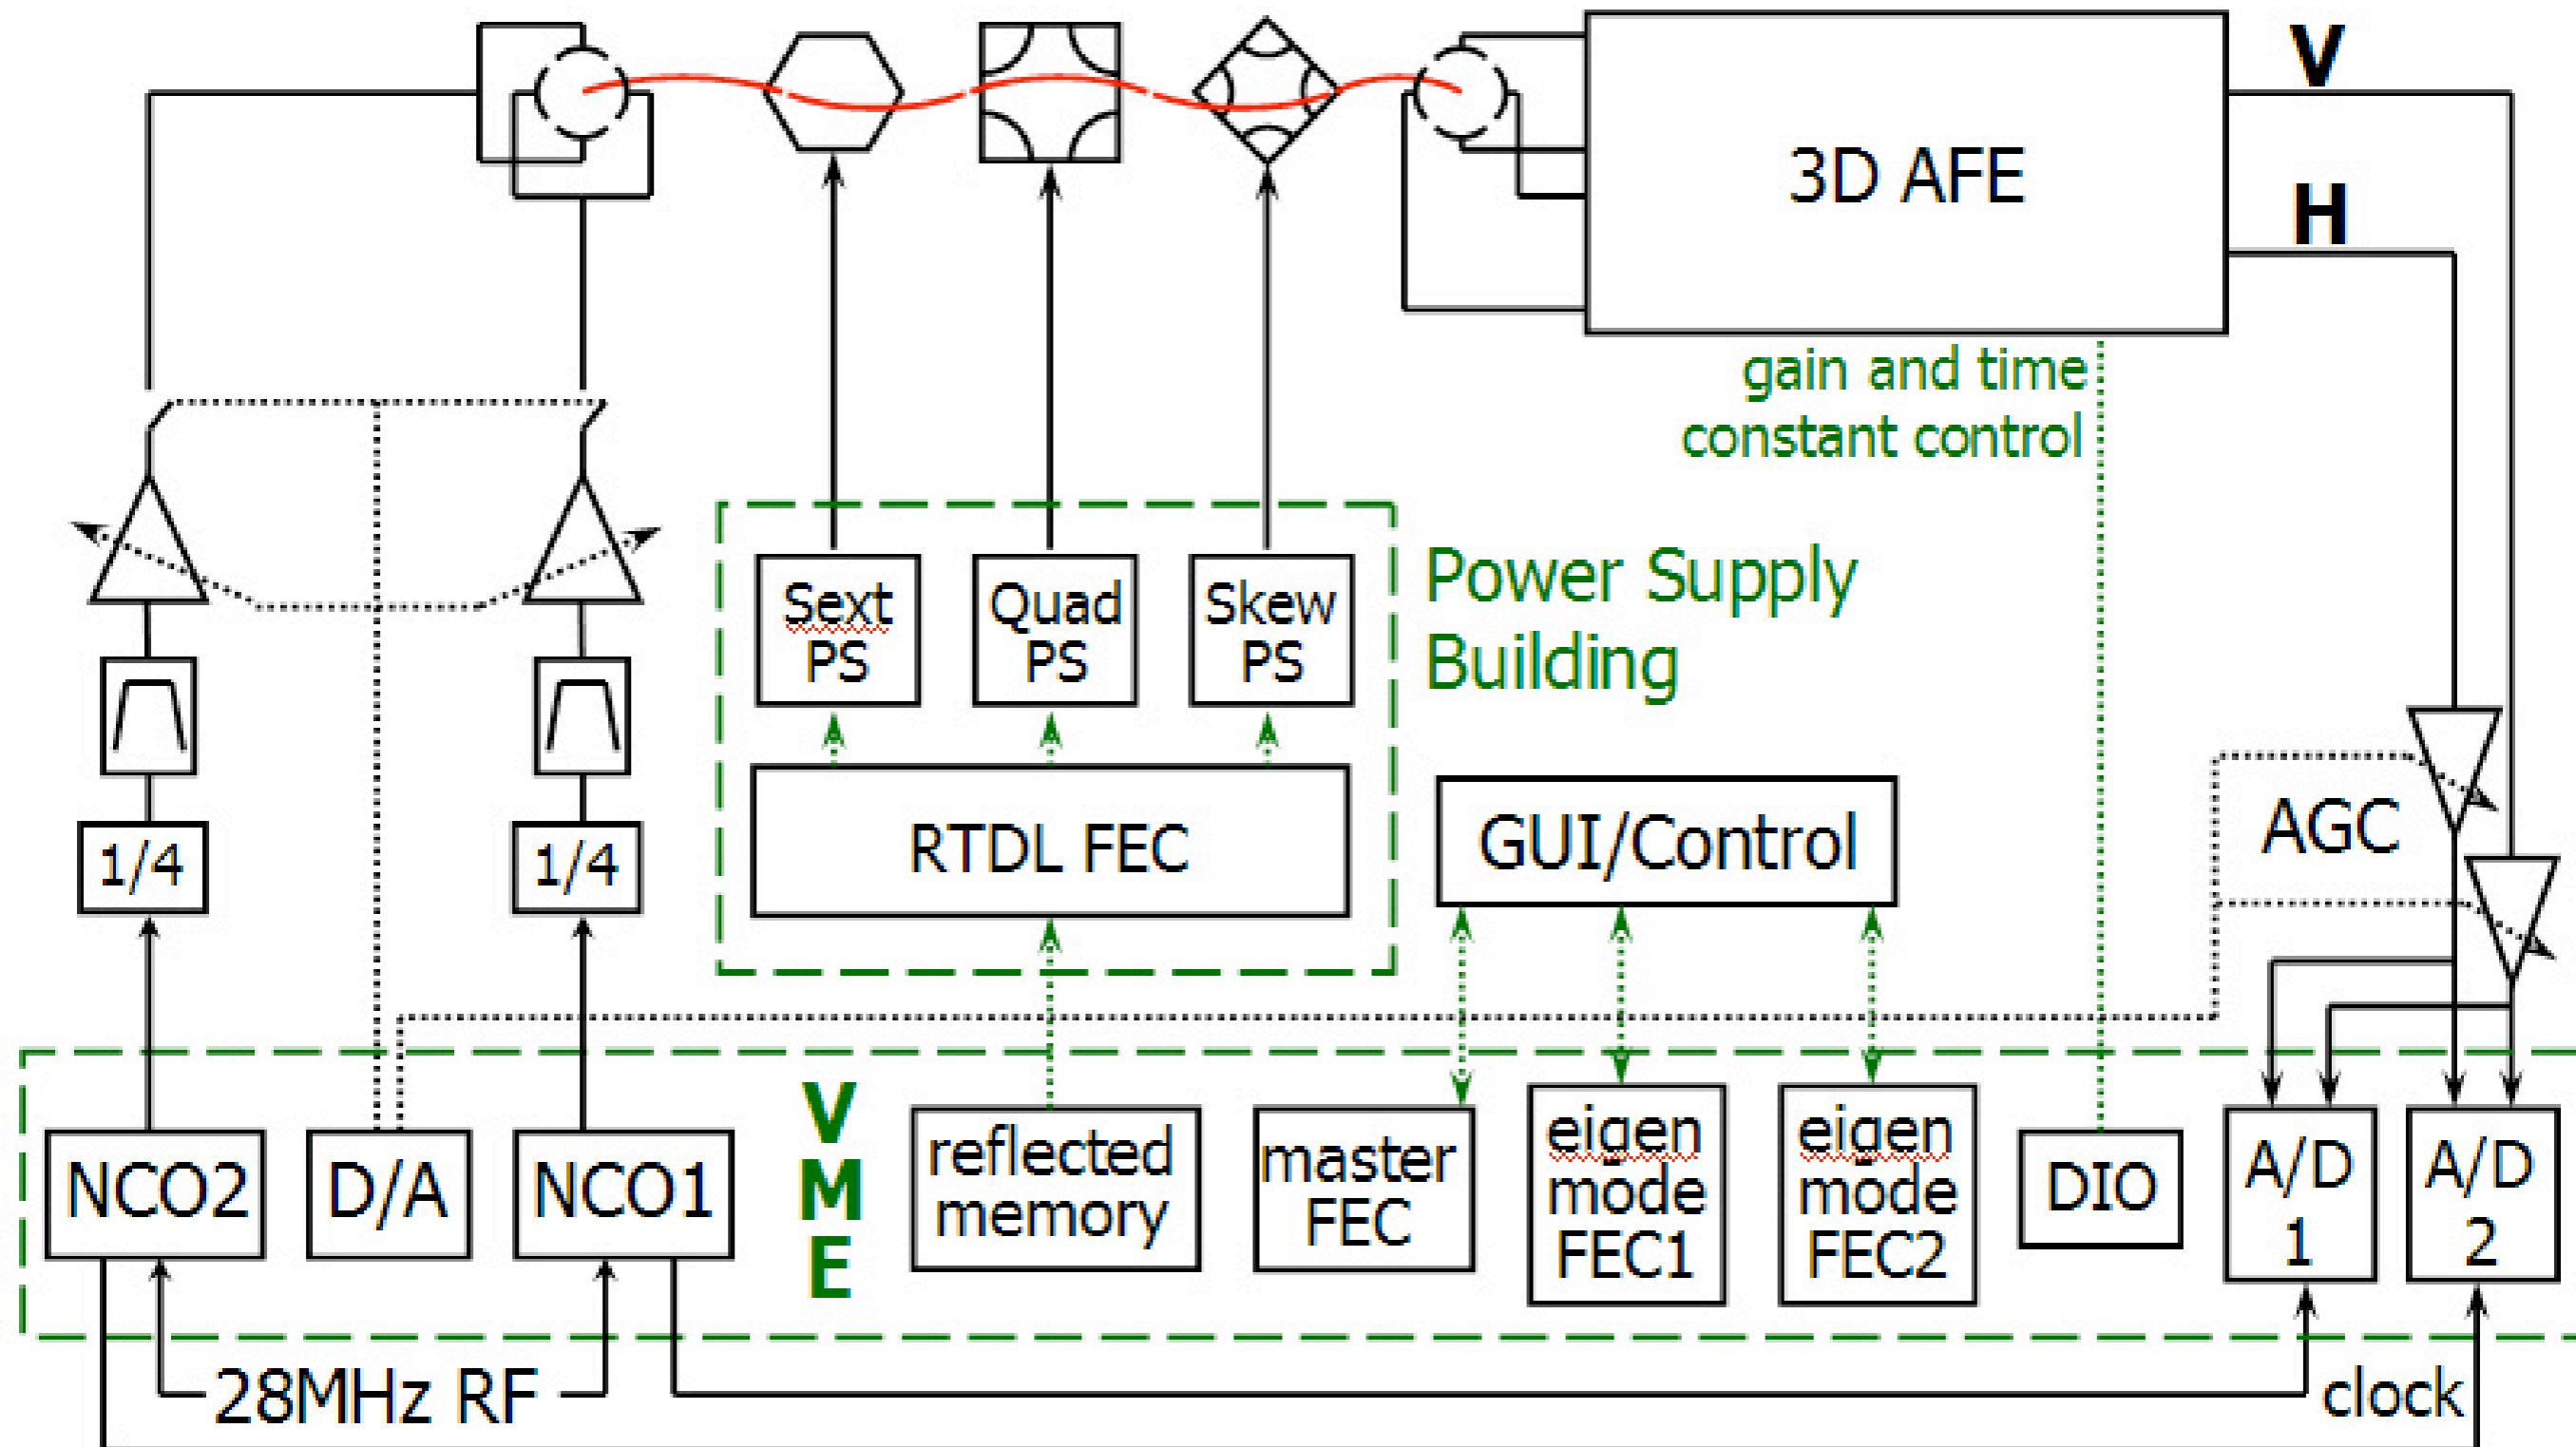 V
H
3D AFE
gain and time
constant control
Sext
PS
Quad
PS
Skew
PS
Power Supply
Building
RTDL FEC
GUI/Control
AGC
1/4
1/4
NCO2
D/A
NCO1
V
M
E
reflected
memory
master
FEC
eigen
mode
FEC1
eigen
mode
FEC2
DIO
A/D
1
A/D
2
28MHz RF
clock